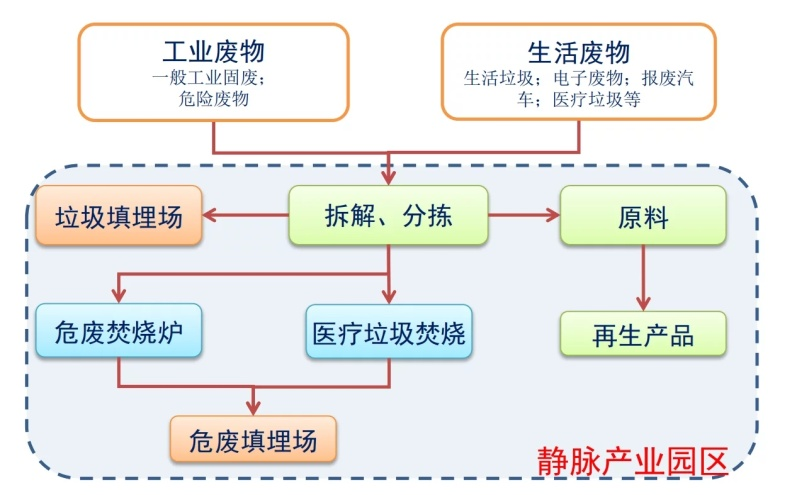 工业废物
一般工业固废；
危险废物
生活废物
生活垃圾；电子废物；报废汽
车；医疗垃圾等
垃圾填埋场
拆解、分拣
原料
危废焚烧炉
医疗垃圾焚烧
再生产品
危废填埋场
静脉产业园区